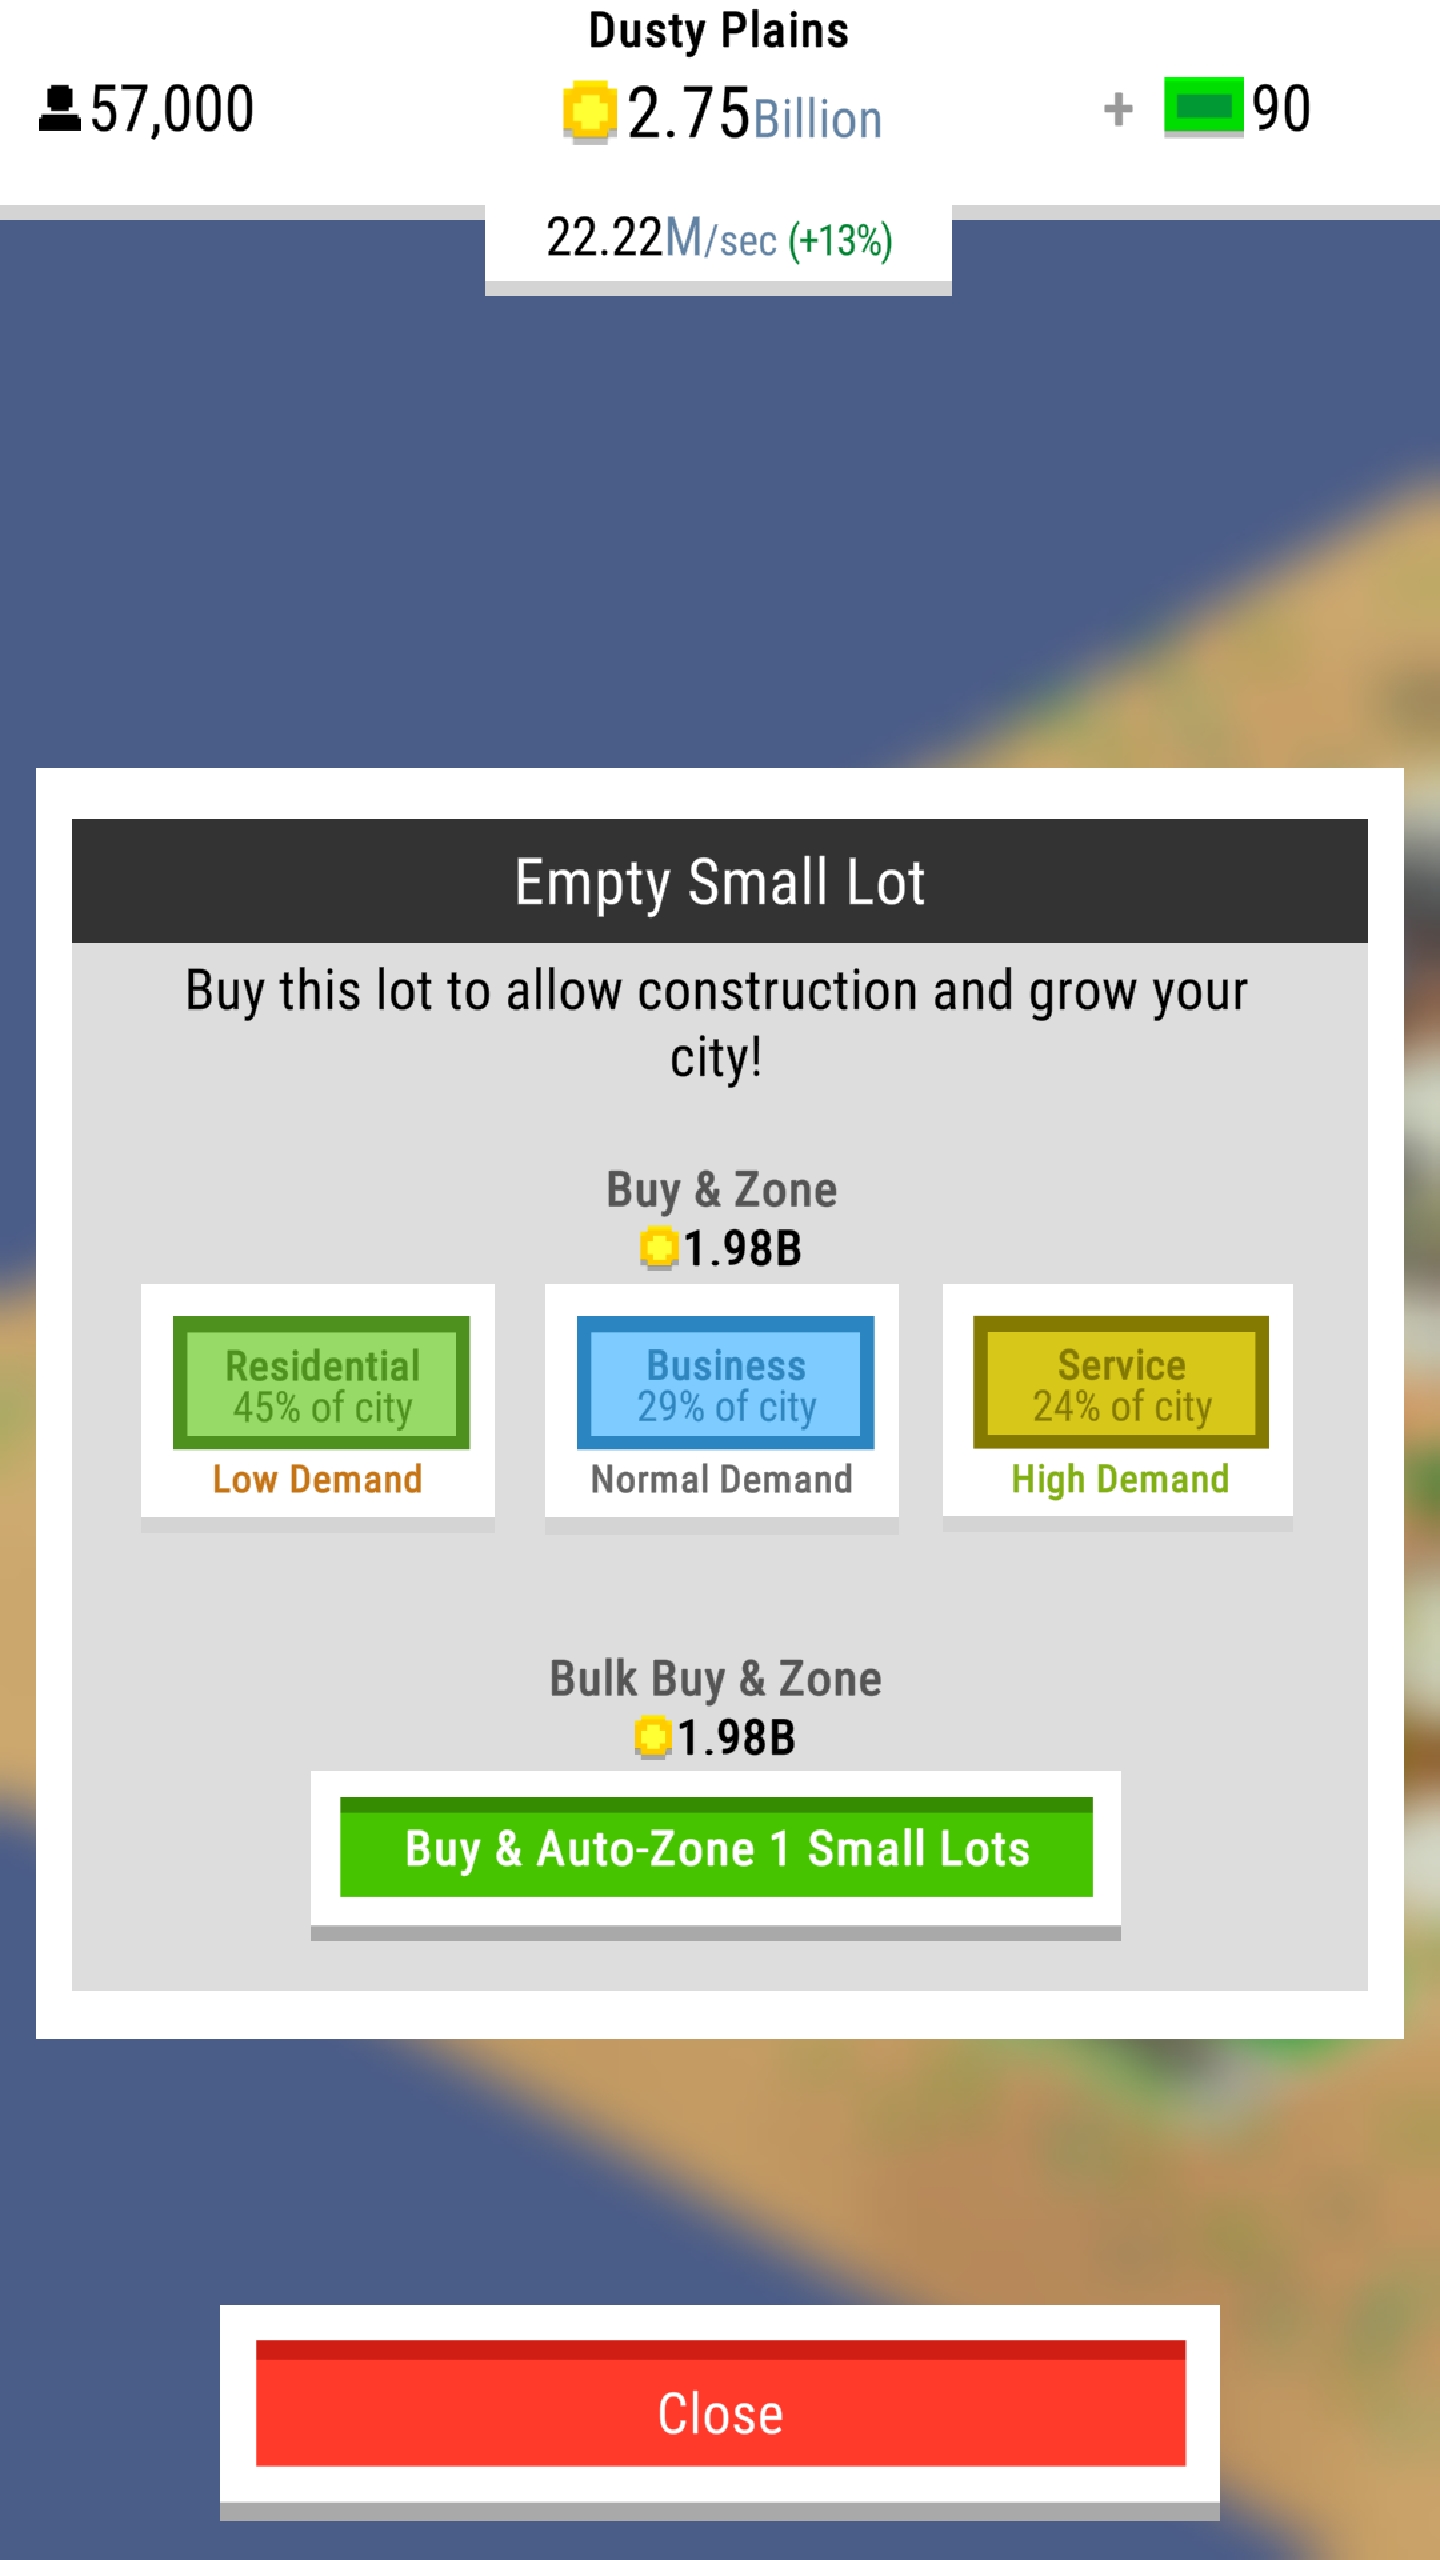 Dusty Plains
57,000
2.75Billion
+ 90
22.22M/sec (+13%)
Empty Small Lot
Buy this lot to allow construction and grow your
city!
Buy & Zone
1.98B
Residential
45% of city
Low Demand
Business
29% of city
Normal Demand
Service
24% of city
High Demand
Bulk Buy & Zone
1.98B
Buy & Auto-Zone 1 Small Lots
Close